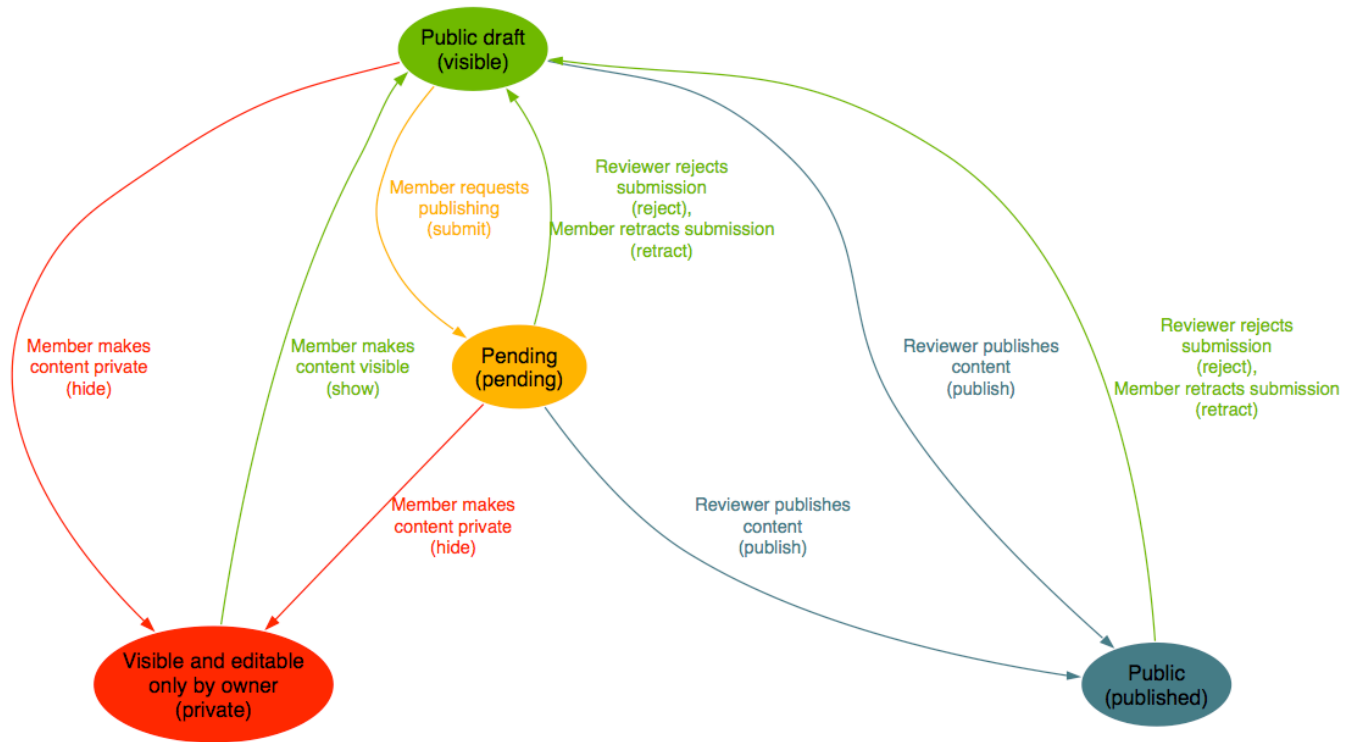 Public draft
(visible)
Member requests
publishing
(submit)
Reviewer rejects
submission
(reject),
Member retracts submission
(retract)
Member makes
content private
(hide)
Member makes
content visible
(show)
Pending
(pending)
Reviewer publishes
content
(publish)
Reviewer rejects
submission
(reject),
Member retracts submission
(retract)
Member makes
content private
(hide)
Reviewer publishes
content
(publish)
Visible and editable
only by owner
(private)
Public
(published)